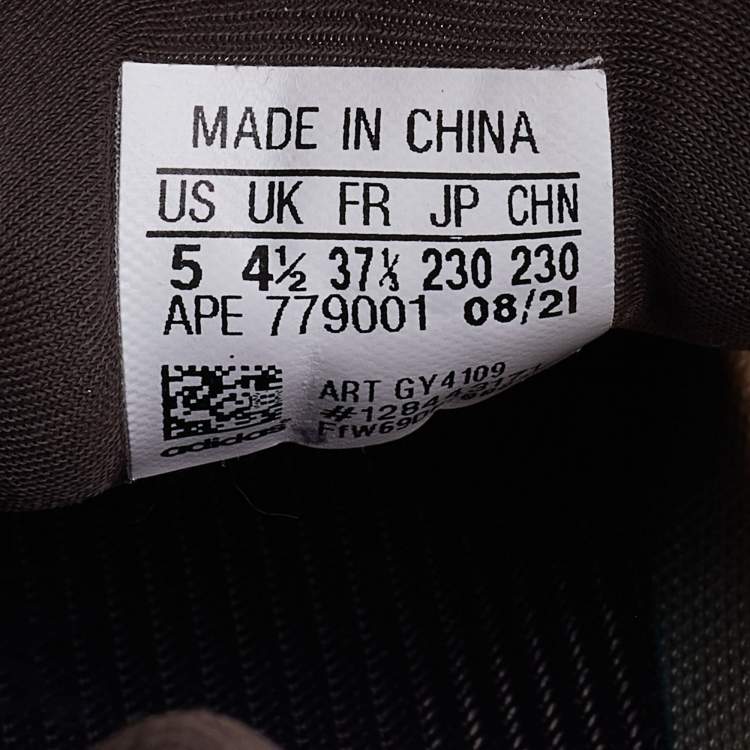 MADE IN CHINA
US UK FR JP CHN
5 4½ 37⅓ 230 230
APE 779001 08/21
ART GY4109
adidas